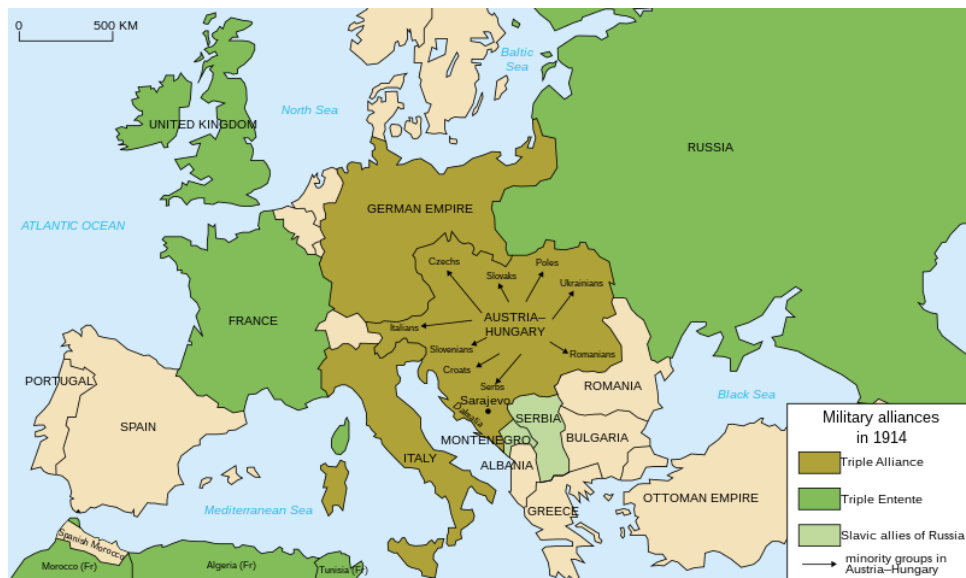 0
500 KM
Baltic
Sea
North Sea
UNITED KINGDOM
RUSSIA
GERMAN EMPIRE
ATLANTIC OCEAN
Czechs
Poles
Slovaks
Ukrainians
AUSTRIA–
HUNGARY
FRANCE
Italians
Slovenians
Romanians
Croats
PORTUGAL
Serbs
ROMANIA
Black Sea
Sarajevo
Dalmatia
SERBIA
SPAIN
MONTENEGRO
BULGARIA
ITALY
ALBANIA
OTTOMAN EMPIRE
Mediterranean Sea
GREECE
Spanish Morocco
Morocco (Fr)
Algeria (Fr)
Tunisia (Fr)
Military alliances
in 1914
Triple Alliance
Triple Entente
Slavic allies of Russia
minority groups in
Austria–Hungary